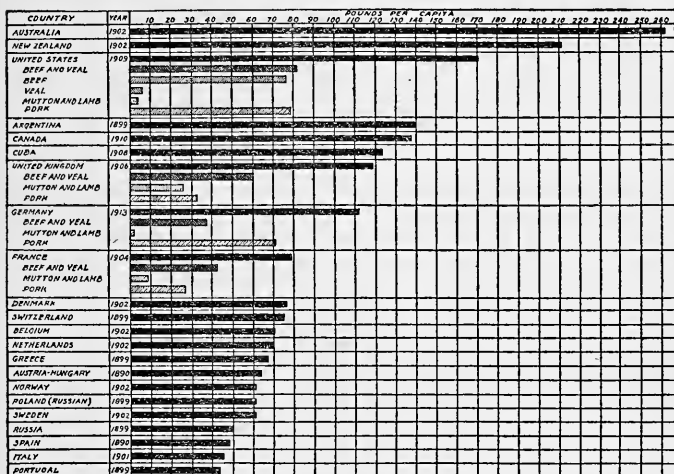 COUNTRY YEAR POUNDS PER CAPITA
10 20 30 40 50 60 70 80 90 100 110 120 130 140 150 160 170 180 190 200 210 220 230 240 250 260
AUSTRALIA 1902
NEW ZEALAND 1902
UNITED STATES 1909
BEEF AND VEAL
BEEF
VEAL
MUTTON AND LAMB
PORK
ARGENTINA 1899
CANADA 1910
CUBA 1908
UNITED KINGDOM 1906
BEEF AND VEAL
MUTTON AND LAMB
PORK
GERMANY 1913
BEEF AND VEAL
MUTTON AND LAMB
PORK
FRANCE 1904
BEEF AND VEAL
MUTTON AND LAMB
PORK
DENMARK 1902
SWITZERLAND 1899
BELGIUM 1902
NETHERLANDS 1902
GREECE 1899
AUSTRIA-HUNGARY 1890
NORWAY 1902
POLAND (RUSSIAN) 1899
SWEDEN 1902
RUSSIA 1899
SPAIN 1890
ITALY 1901
PORTUGAL 1899